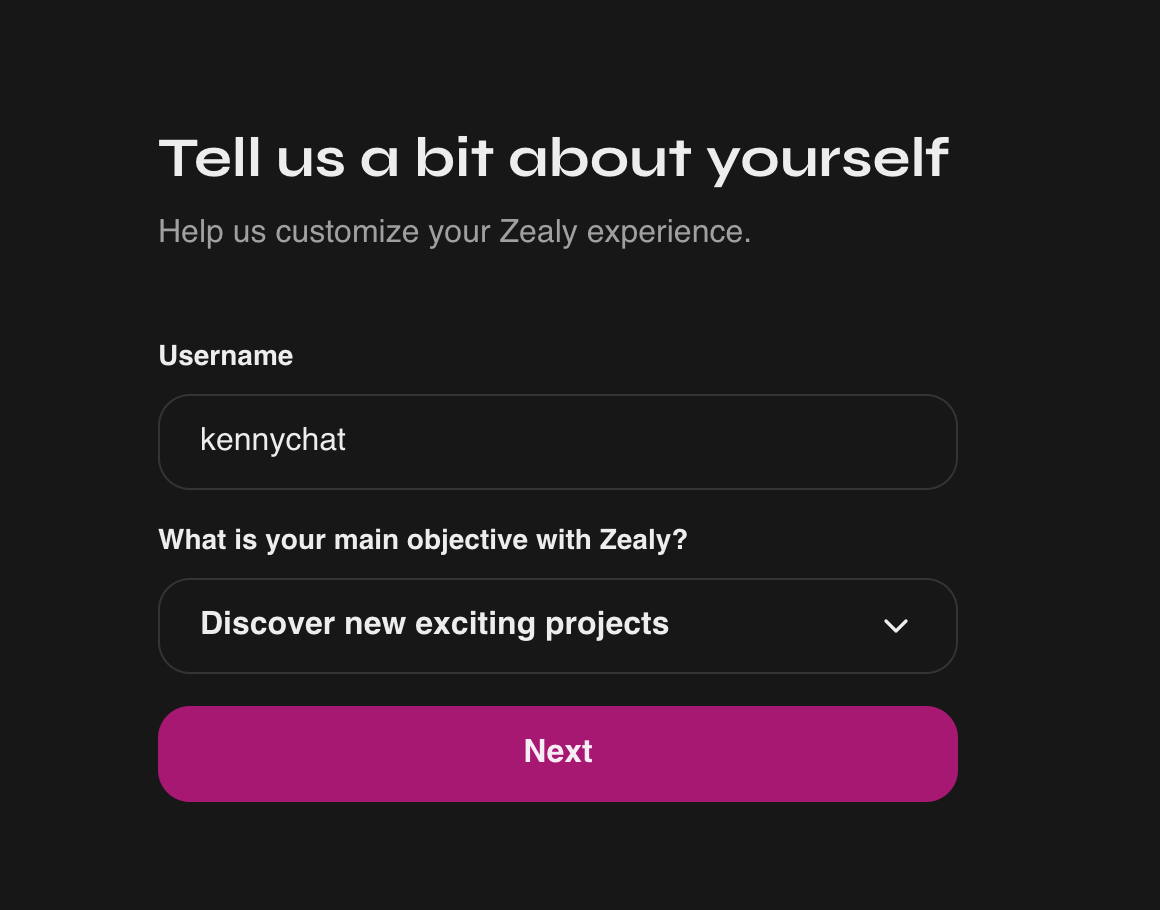 Tell us a bit about yourself
Help us customize your Zealy experience.
Username
kennychat
What is your main objective with Zealy?
Discover new exciting projects
Next